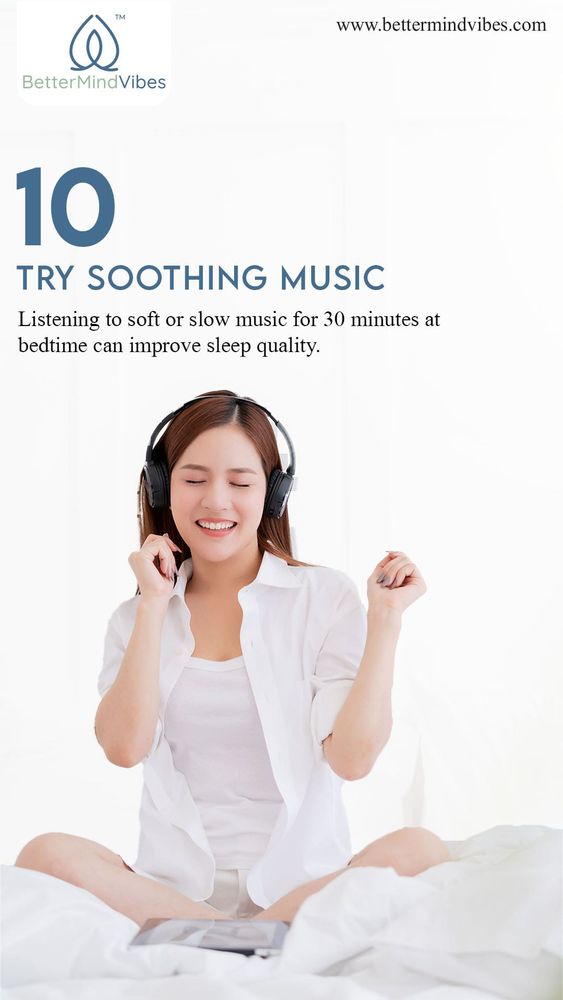 TM
BetterMindVibes
www.bettermindvibes.com
10
TRY SOOTHING MUSIC
Listening to soft or slow music for 30 minutes at
bedtime can improve sleep quality.